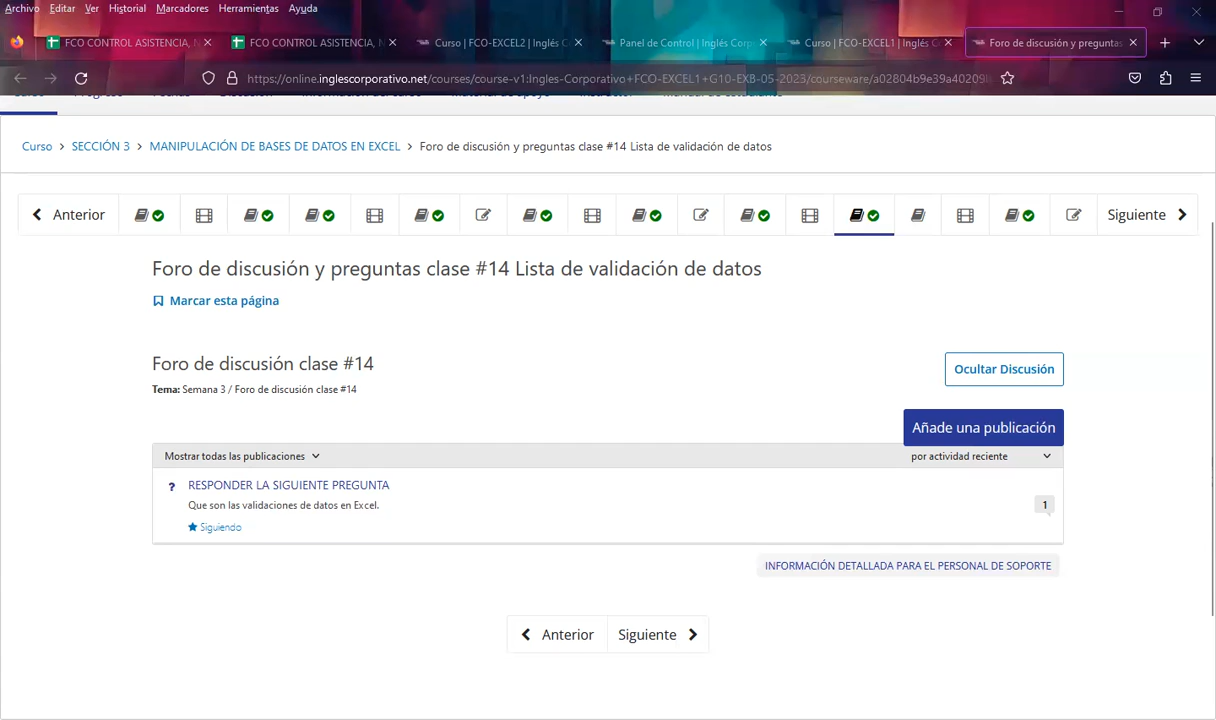 Archivo Editar Ver Historial Marcadores Herramientas Ayuda
FCO CONTROL ASISTENCIA, N FCO CONTROL ASISTENCIA, N Curso | FCO-EXCEL2 | Inglés C Panel de Control | Inglés Corp Curso | FCO-EXCEL1 | Inglés C Foro de discusión y preguntas
https://online.inglescorporativo.net/courses/course-v1:Ingles-Corporativo+FCO-EXCEL1+G10-EXB-05-2023/courseware/a02804b9e39a40209
Curso > SECCIÓN 3 > MANIPULACIÓN DE BASES DE DATOS EN EXCEL > Foro de discusión y preguntas clase #14 Lista de validación de datos
Anterior Siguiente
Foro de discusión y preguntas clase #14 Lista de validación de datos
Marcar esta página
Foro de discusión clase #14
Ocultar Discusión
Tema: Semana 3 / Foro de discusión clase #14
Añade una publicación
Mostrar todas las publicaciones por actividad reciente
? RESPONDER LA SIGUIENTE PREGUNTA
Que son las validaciones de datos en Excel.
1
Siguiendo
INFORMACIÓN DETALLADA PARA EL PERSONAL DE SOPORTE
Anterior Siguiente